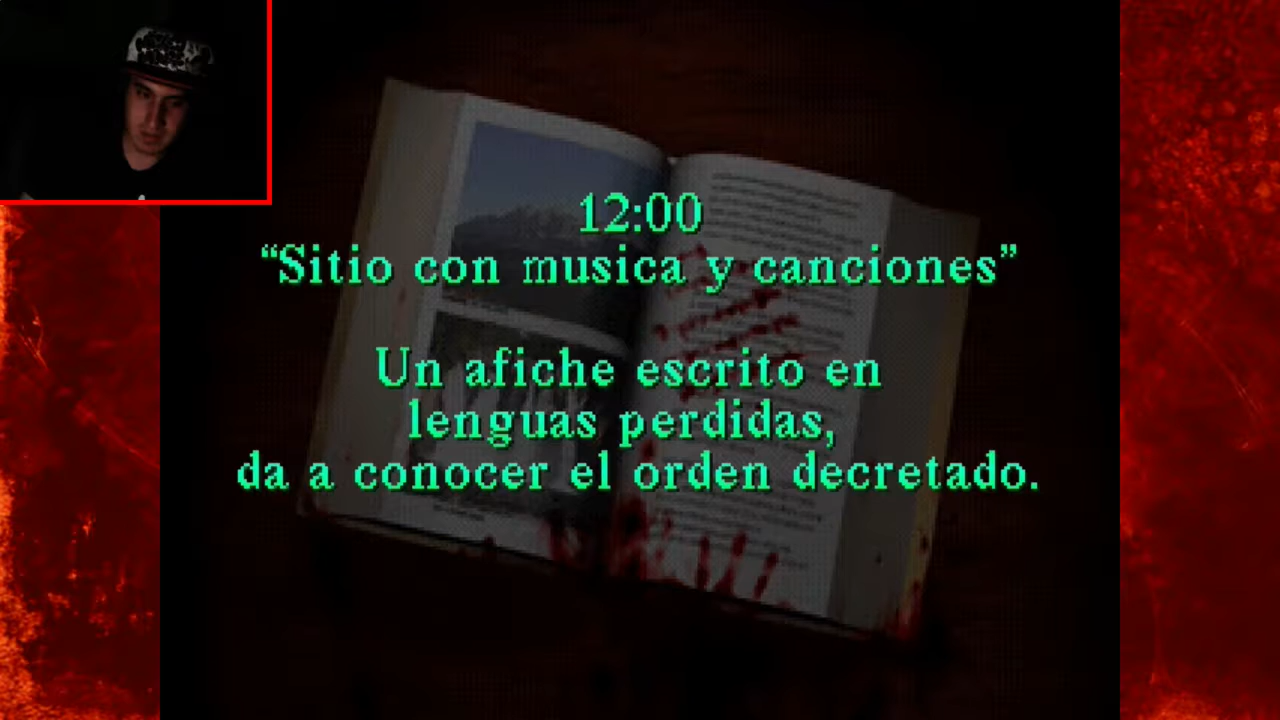 12:00
“Sitio con musica y canciones”
Un afiche escrito en
lenguas perdidas,
da a conocer el orden decretado.